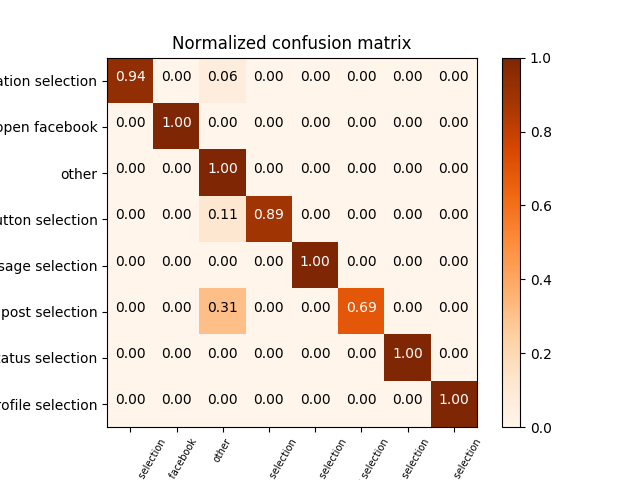 Normalized confusion matrix
ation selection 0.94 0.00 0.06 0.00 0.00 0.00 0.00 0.00
open facebook 0.00 1.00 0.00 0.00 0.00 0.00 0.00 0.00
other 0.00 0.00 1.00 0.00 0.00 0.00 0.00 0.00
utton selection 0.00 0.00 0.11 0.89 0.00 0.00 0.00 0.00
sage selection 0.00 0.00 0.00 0.00 1.00 0.00 0.00 0.00
post selection 0.00 0.00 0.31 0.00 0.00 0.69 0.00 0.00
tatus selection 0.00 0.00 0.00 0.00 0.00 0.00 1.00 0.00
rofile selection 0.00 0.00 0.00 0.00 0.00 0.00 0.00 1.00
selection facebook other selection selection selection selection selection
1.0
0.8
0.6
0.4
0.2
0.0